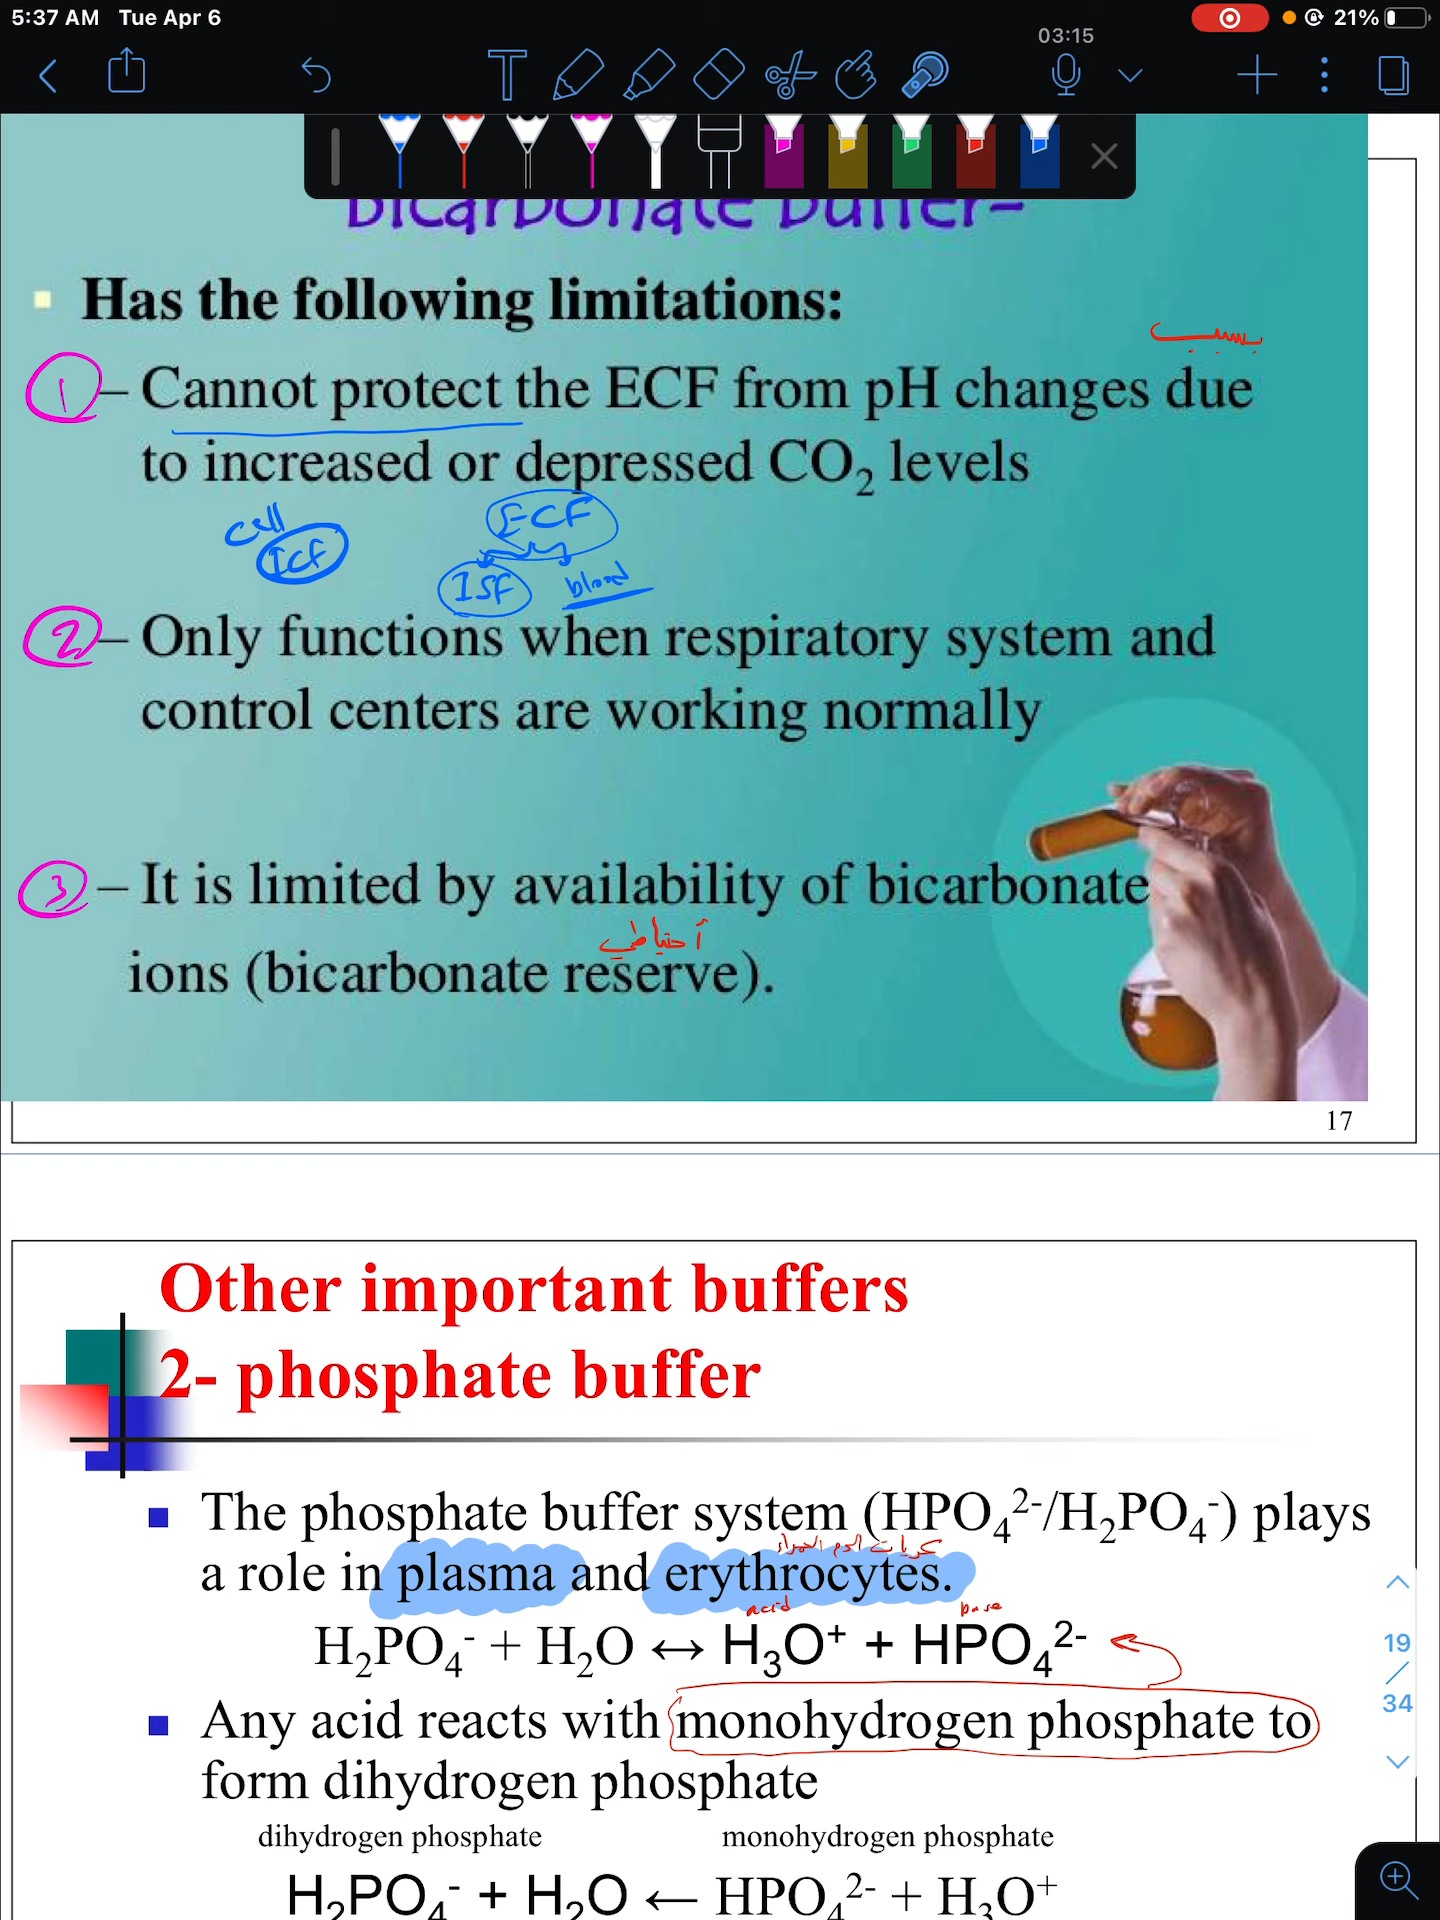 5:37 AM Tue Apr 6
21%
03:15
T
bicarbonate buffer-
Has the following limitations:
بسبب
1 – Cannot protect the ECF from pH changes due
to increased or depressed CO₂ levels
cell
ICF
ECF
ISF
blood
2 – Only functions when respiratory system and
control centers are working normally
3 – It is limited by availability of bicarbonate
أحتياطي
ions (bicarbonate reserve).
17
Other important buffers
2- phosphate buffer
The phosphate buffer system (HPO₄²⁻/H₂PO₄⁻) plays
كريات الدم الحمراء
a role in plasma and erythrocytes.
acid base
H₂PO₄⁻ + H₂O ↔ H₃O⁺ + HPO₄²⁻
19
34
Any acid reacts with monohydrogen phosphate to
form dihydrogen phosphate
dihydrogen phosphate monohydrogen phosphate
H₂PO₄⁻ + H₂O ← HPO₄²⁻ + H₃O⁺